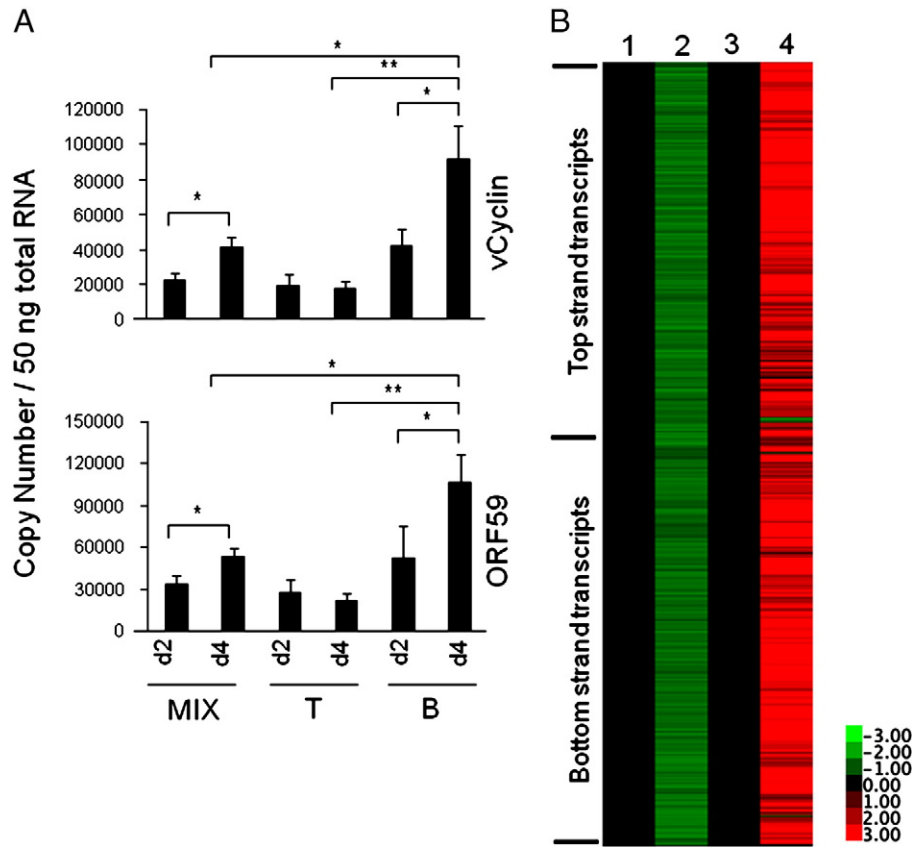 A
Copy Number / 50 ng total RNA
*
**
*
*
120000
100000
80000
60000
40000
20000
0
vCyclin
*
**
*
*
150000
120000
90000
60000
30000
0
ORF59
d2 d4 d2 d4 d2 d4
MIX T B
B
1 2 3 4
Top strand transcripts
Bottom strand transcripts
-3.00
-2.00
-1.00
0.00
1.00
2.00
3.00